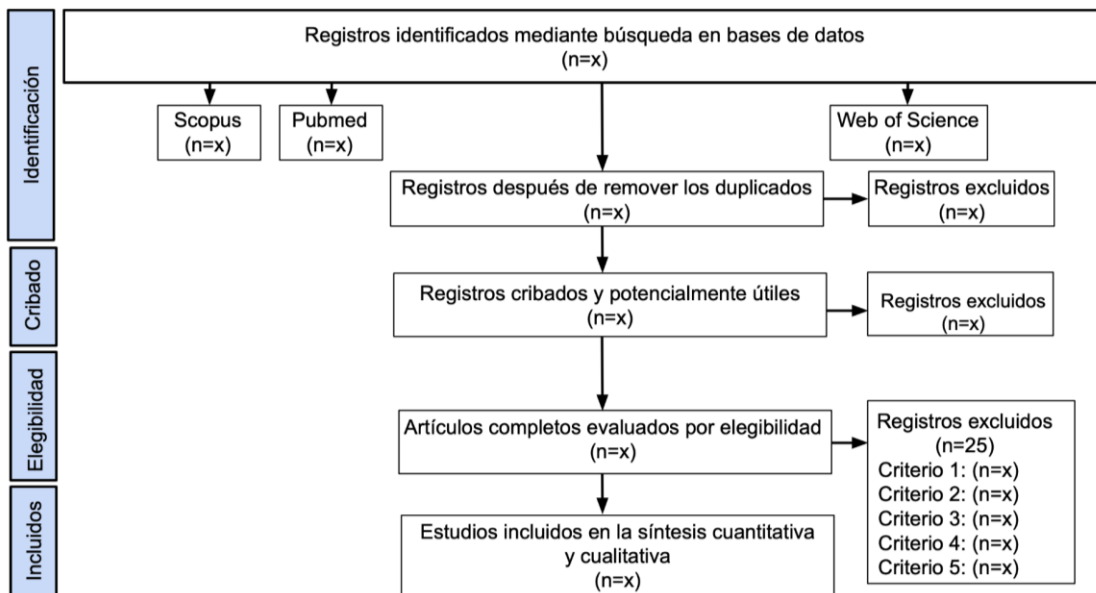 Identificación
Registros identificados mediante búsqueda en bases de datos
(n=x)
Scopus
(n=x)
Pubmed
(n=x)
Web of Science
(n=x)
Registros después de remover los duplicados
(n=x)
Registros excluidos
(n=x)
Cribado
Registros cribados y potencialmente útiles
(n=x)
Registros excluidos
(n=x)
Elegibilidad
Artículos completos evaluados por elegibilidad
(n=x)
Registros excluidos
(n=25)
Criterio 1: (n=x)
Criterio 2: (n=x)
Criterio 3: (n=x)
Criterio 4: (n=x)
Criterio 5: (n=x)
Incluidos
Estudios incluidos en la síntesis cuantitativa
y cualitativa
(n=x)